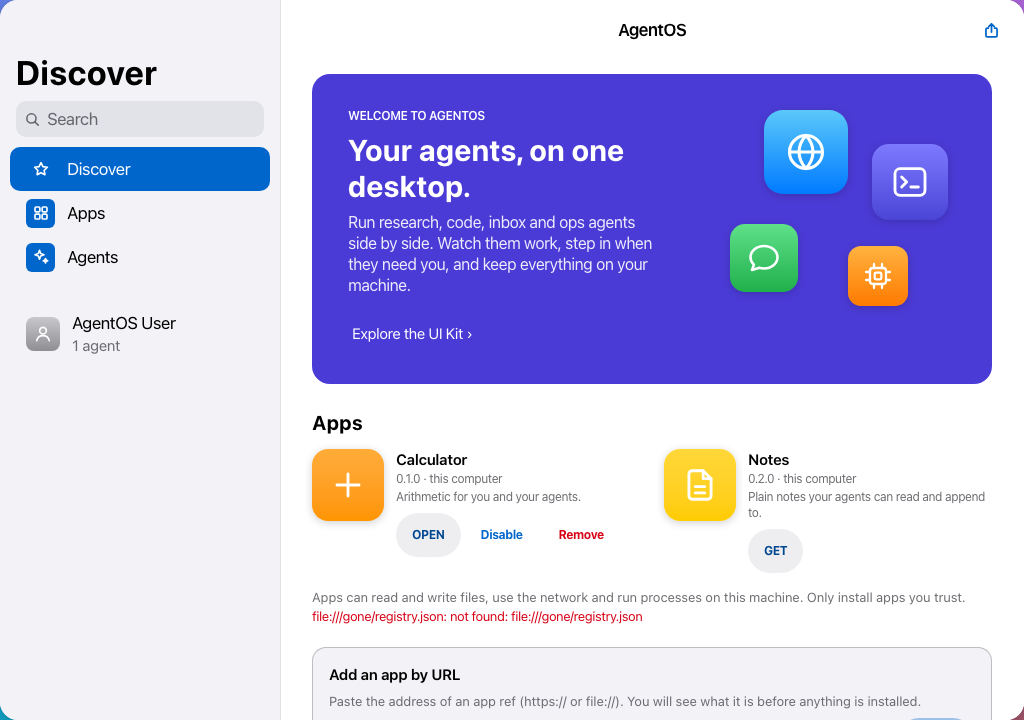 AgentOS
Discover
Search
Discover
Apps
Agents
AgentOS User
1 agent
WELCOME TO AGENTOS
Your agents, on one
desktop.
Run research, code, inbox and ops agents
side by side. Watch them work, step in when
they need you, and keep everything on your
machine.
Explore the UI Kit ›
Apps
Calculator
0.1.0 · this computer
Arithmetic for you and your agents.
OPEN
Disable
Remove
Notes
0.2.0 · this computer
Plain notes your agents can read and append
to.
GET
Apps can read and write files, use the network and run processes on this machine. Only install apps you trust.
file:///gone/registry.json: not found: file:///gone/registry.json
Add an app by URL
Paste the address of an app ref (https:// or file://). You will see what it is before anything is installed.